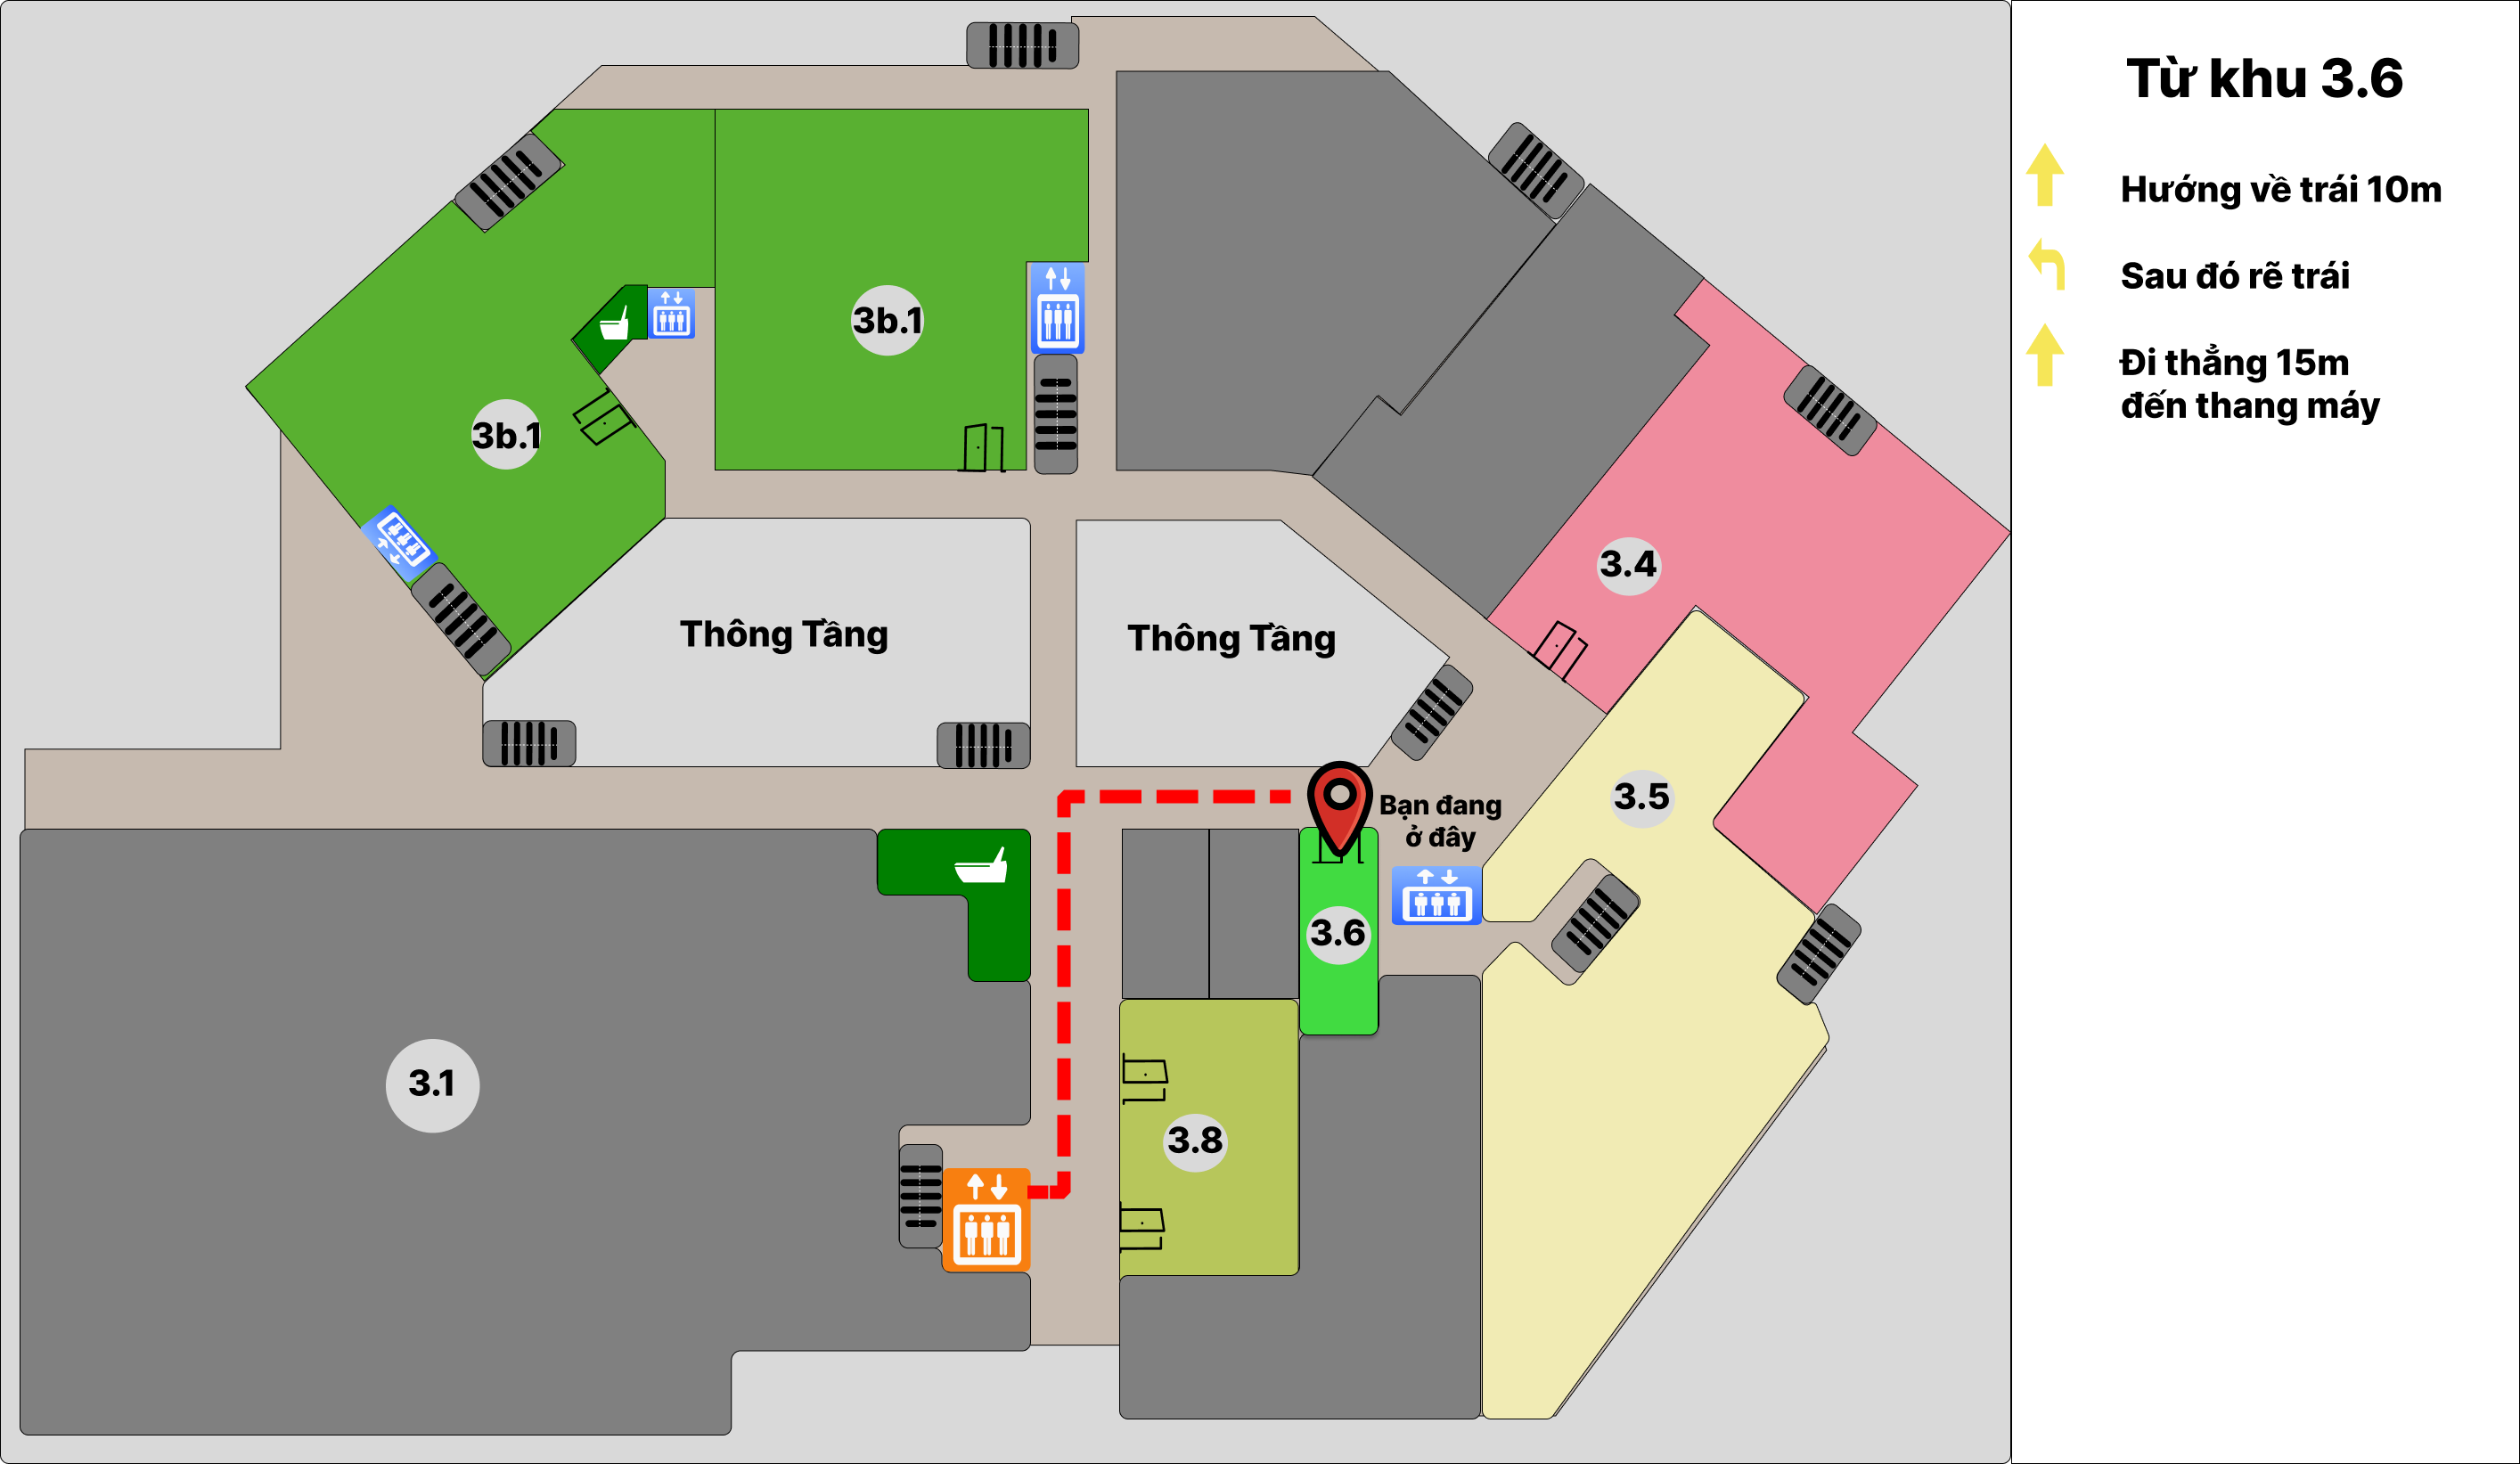 Từ khu 3.6
Hướng về trái 10m
Sau đó rẽ trái
Đi thẳng 15m
đến thang máy
3b.1
3b.1
3.4
Thông Tầng
Thông Tầng
3.5
Bạn đang
ở đây
3.6
3.1
3.8